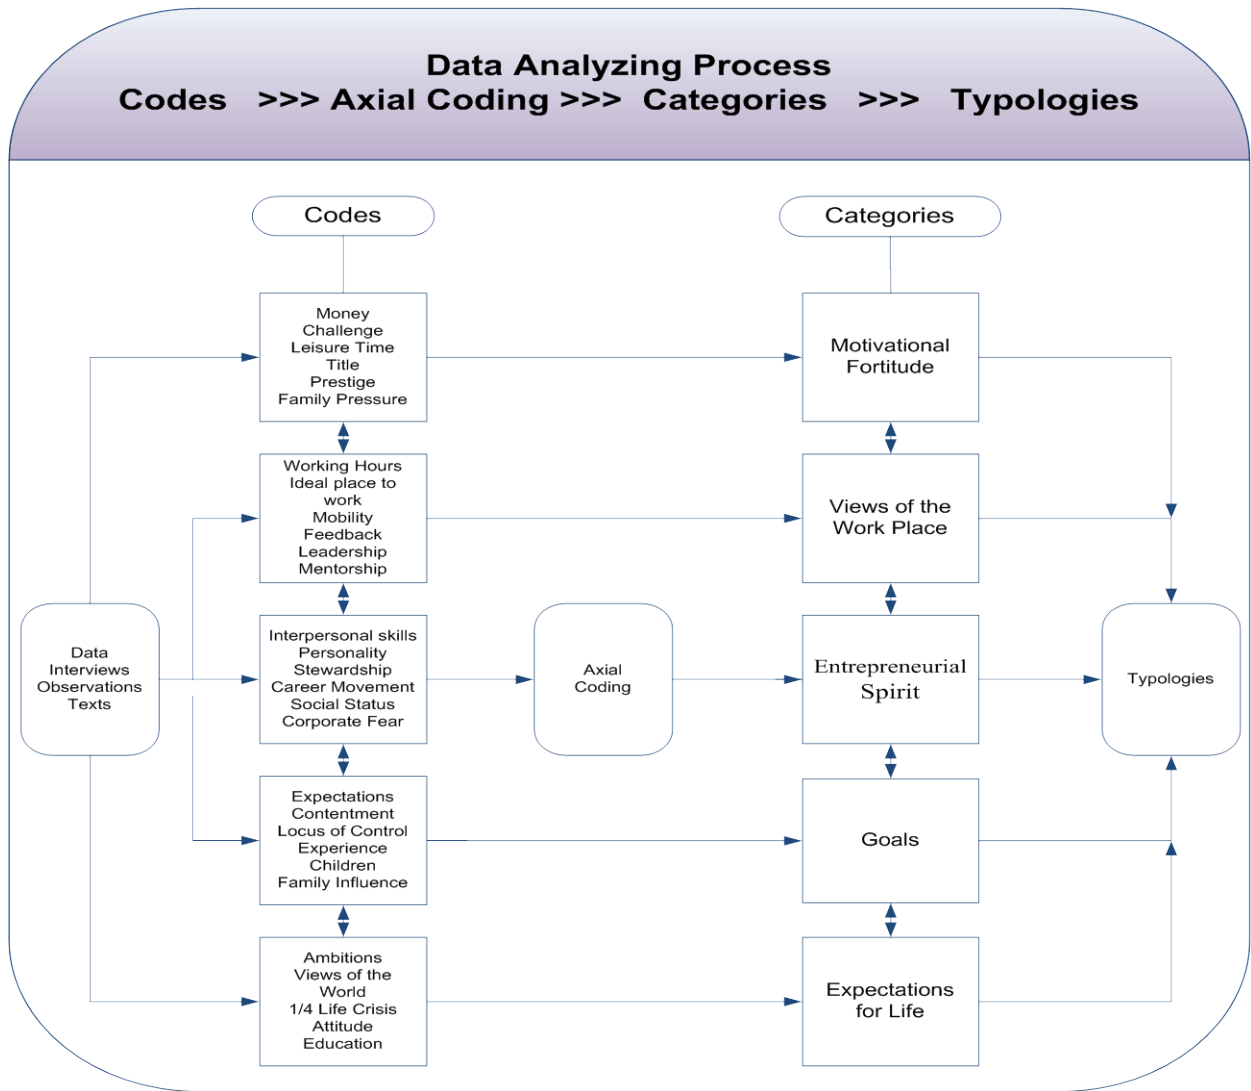 Data Analyzing Process
Codes >>> Axial Coding >>> Categories >>> Typologies
Codes
Categories
Money
Challenge
Leisure Time
Title
Prestige
Family Pressure
Motivational
Fortitude
Working Hours
Ideal place to
work
Mobility
Feedback
Leadership
Mentorship
Views of the
Work Place
Data
Interviews
Observations
Texts
Interpersonal skills
Personality
Stewardship
Career Movement
Social Status
Corporate Fear
Axial
Coding
Entrepreneurial
Spirit
Typologies
Expectations
Contentment
Locus of Control
Experience
Children
Family Influence
Goals
Ambitions
Views of the
World
1/4 Life Crisis
Attitude
Education
Expectations
for Life